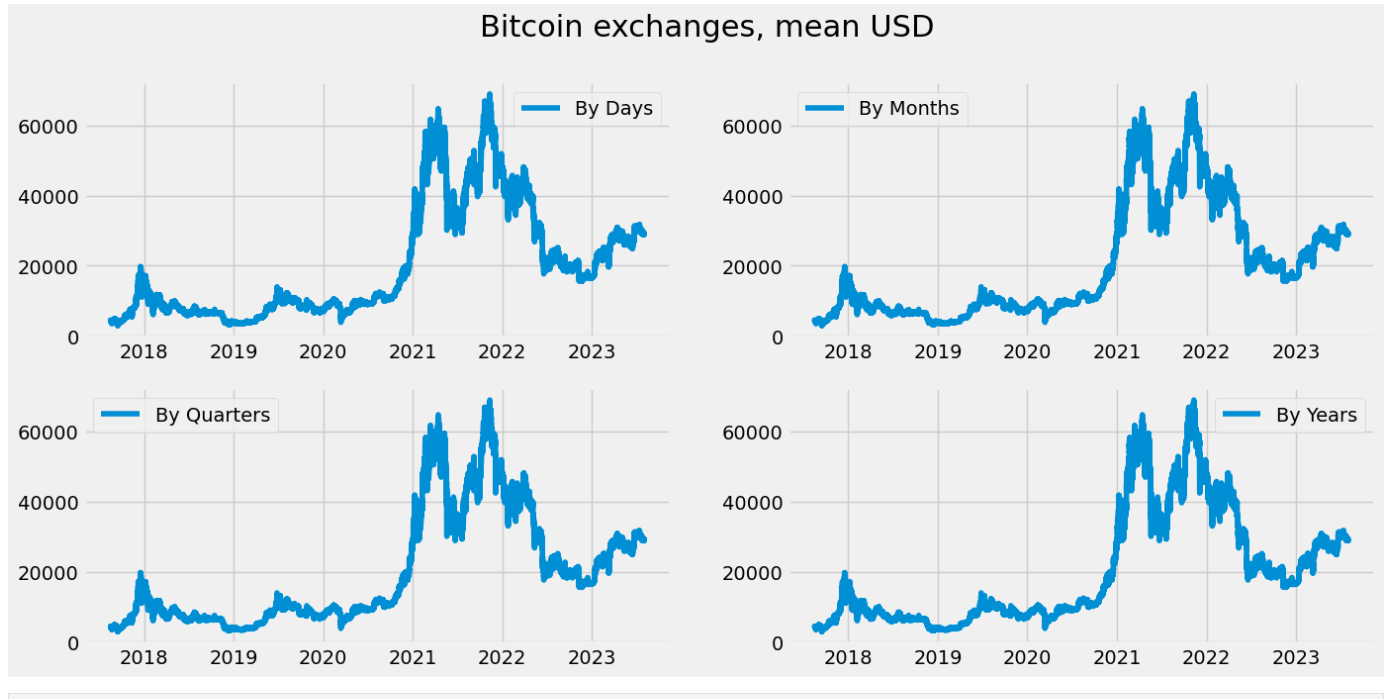 Bitcoin exchanges, mean USD
By Days
60000
40000
20000
0
2018 2019 2020 2021 2022 2023
By Months
60000
40000
20000
0
2018 2019 2020 2021 2022 2023
By Quarters
60000
40000
20000
0
2018 2019 2020 2021 2022 2023
By Years
60000
40000
20000
0
2018 2019 2020 2021 2022 2023